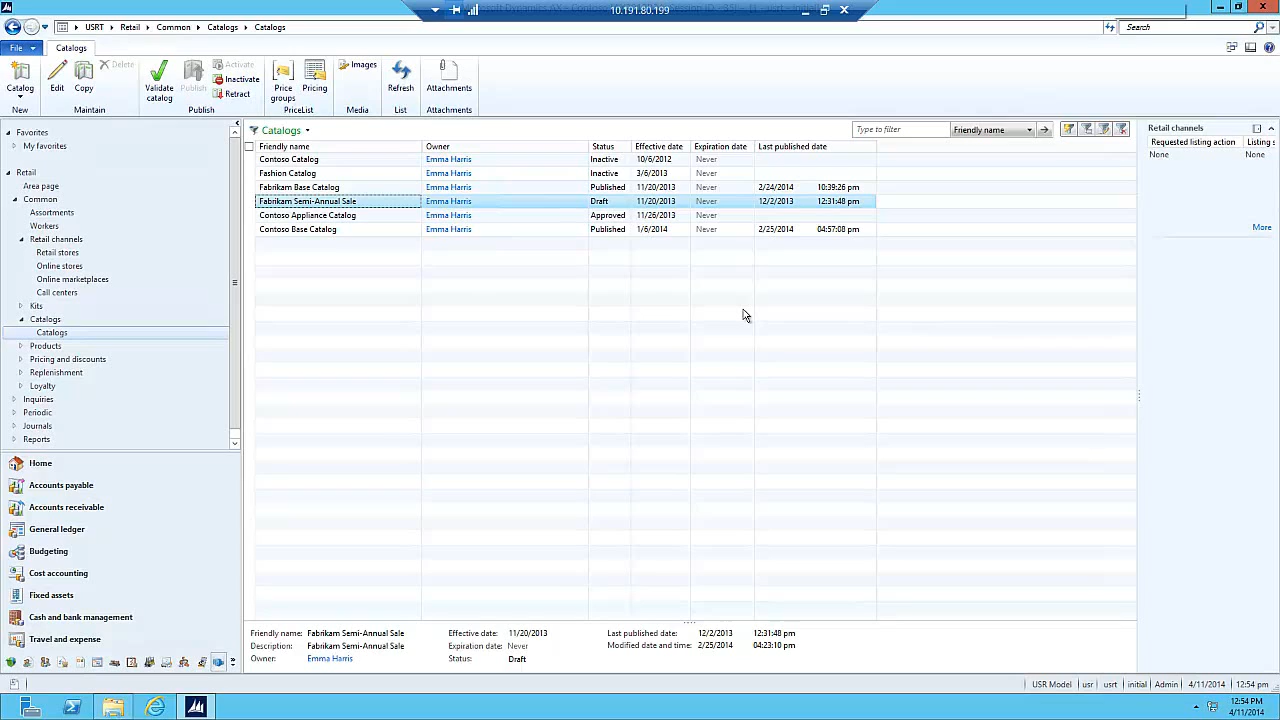 10.191.80.199
USRT Retail Common Catalogs Catalogs
Search
File Catalogs
Catalog Edit Copy Delete Validate catalog Publish Activate Inactivate Retract Price groups Pricing Images Refresh Attachments
New Maintain Publish PriceList Media List Attachments
Favorites
My favorites
Retail
Area page
Common
Assortments
Workers
Retail channels
Retail stores
Online stores
Online marketplaces
Call centers
Kits
Catalogs
Catalogs
Products
Pricing and discounts
Replenishment
Loyalty
Inquiries
Periodic
Journals
Reports
Home
Accounts payable
Accounts receivable
General ledger
Budgeting
Cost accounting
Fixed assets
Cash and bank management
Travel and expense
Catalogs
Type to filter Friendly name
Friendly name Owner Status Effective date Expiration date Last published date
Contoso Catalog Emma Harris Inactive 10/6/2012 Never
Fashion Catalog Emma Harris Inactive 3/6/2013 Never
Fabrikam Base Catalog Emma Harris Published 11/20/2013 Never 2/24/2014 10:39:26 pm
Fabrikam Semi-Annual Sale Emma Harris Draft 11/20/2013 Never 12/2/2013 12:31:48 pm
Contoso Appliance Catalog Emma Harris Approved 11/26/2013 Never
Contoso Base Catalog Emma Harris Published 1/6/2014 Never 2/25/2014 04:57:08 pm
Retail channels
Requested listing action Listing s
None None
More
Friendly name: Fabrikam Semi-Annual Sale Effective date: 11/20/2013 Last published date: 12/2/2013 12:31:48 pm
Description: Fabrikam Semi-Annual Sale Expiration date: Never Modified date and time: 2/25/2014 04:23:10 pm
Owner: Emma Harris Status: Draft
USR Model usr usrt initial Admin 4/11/2014 12:54 pm
12:54 PM
4/11/2014